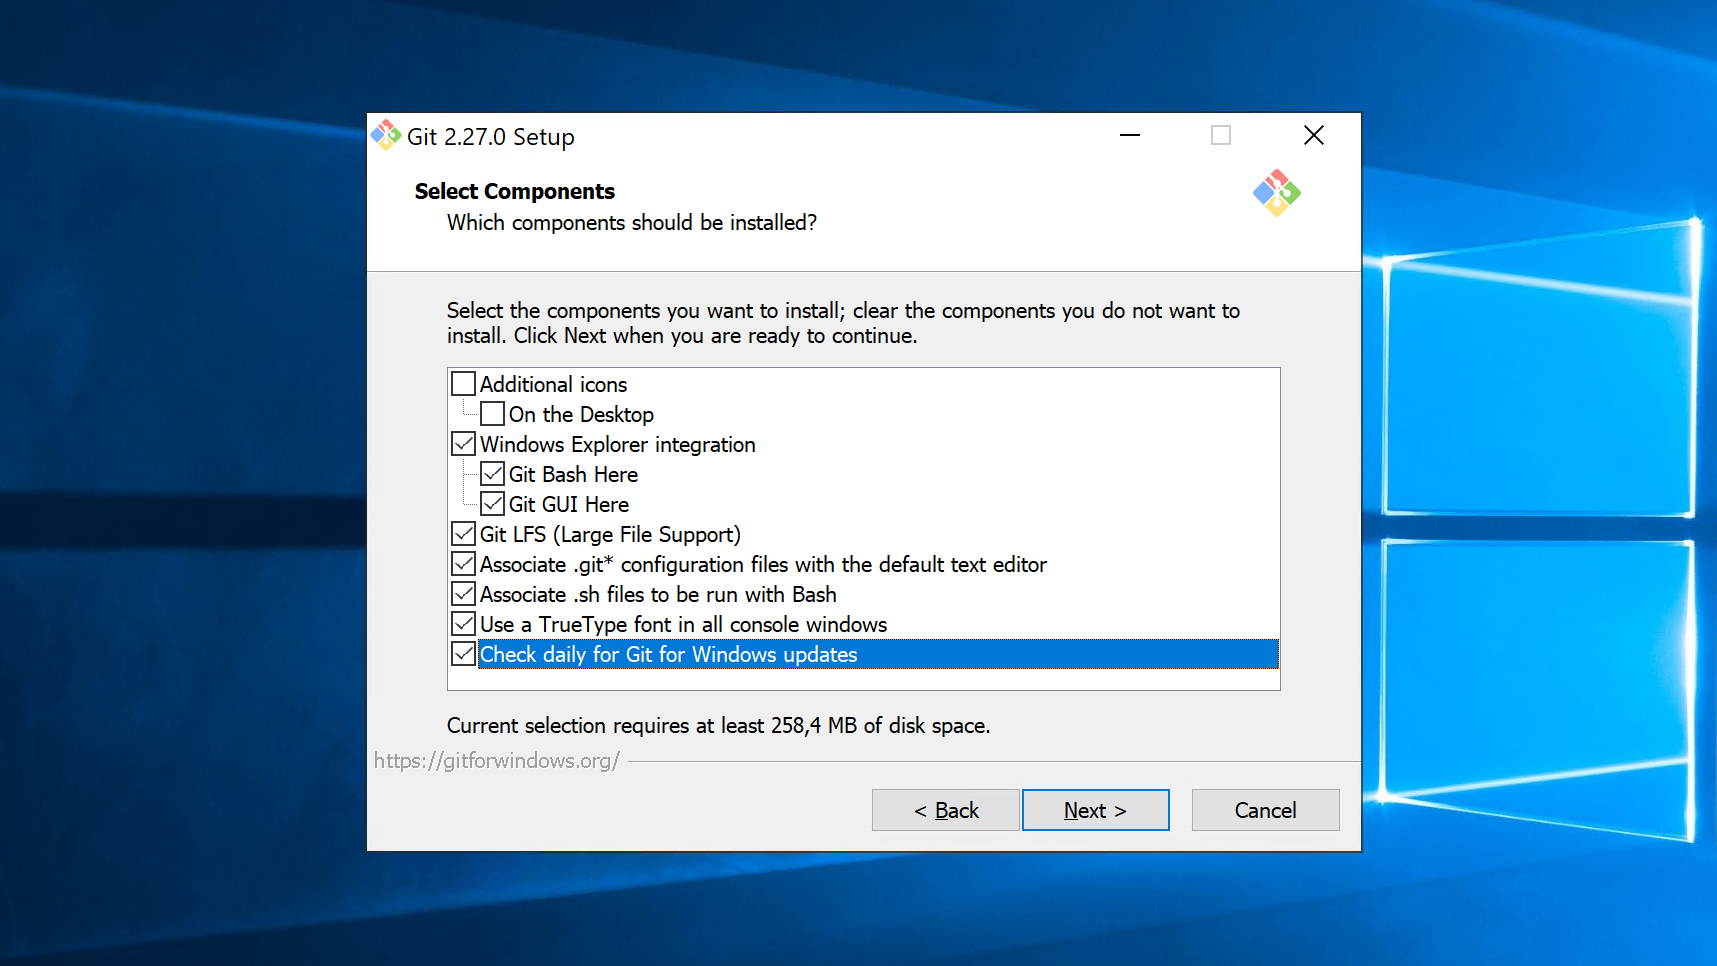 Git 2.27.0 Setup
Select Components
Which components should be installed?
Select the components you want to install; clear the components you do not want to
install. Click Next when you are ready to continue.
Additional icons
On the Desktop
Windows Explorer integration
Git Bash Here
Git GUI Here
Git LFS (Large File Support)
Associate .git* configuration files with the default text editor
Associate .sh files to be run with Bash
Use a TrueType font in all console windows
Check daily for Git for Windows updates
Current selection requires at least 258,4 MB of disk space.
https://gitforwindows.org/
< Back Next > Cancel